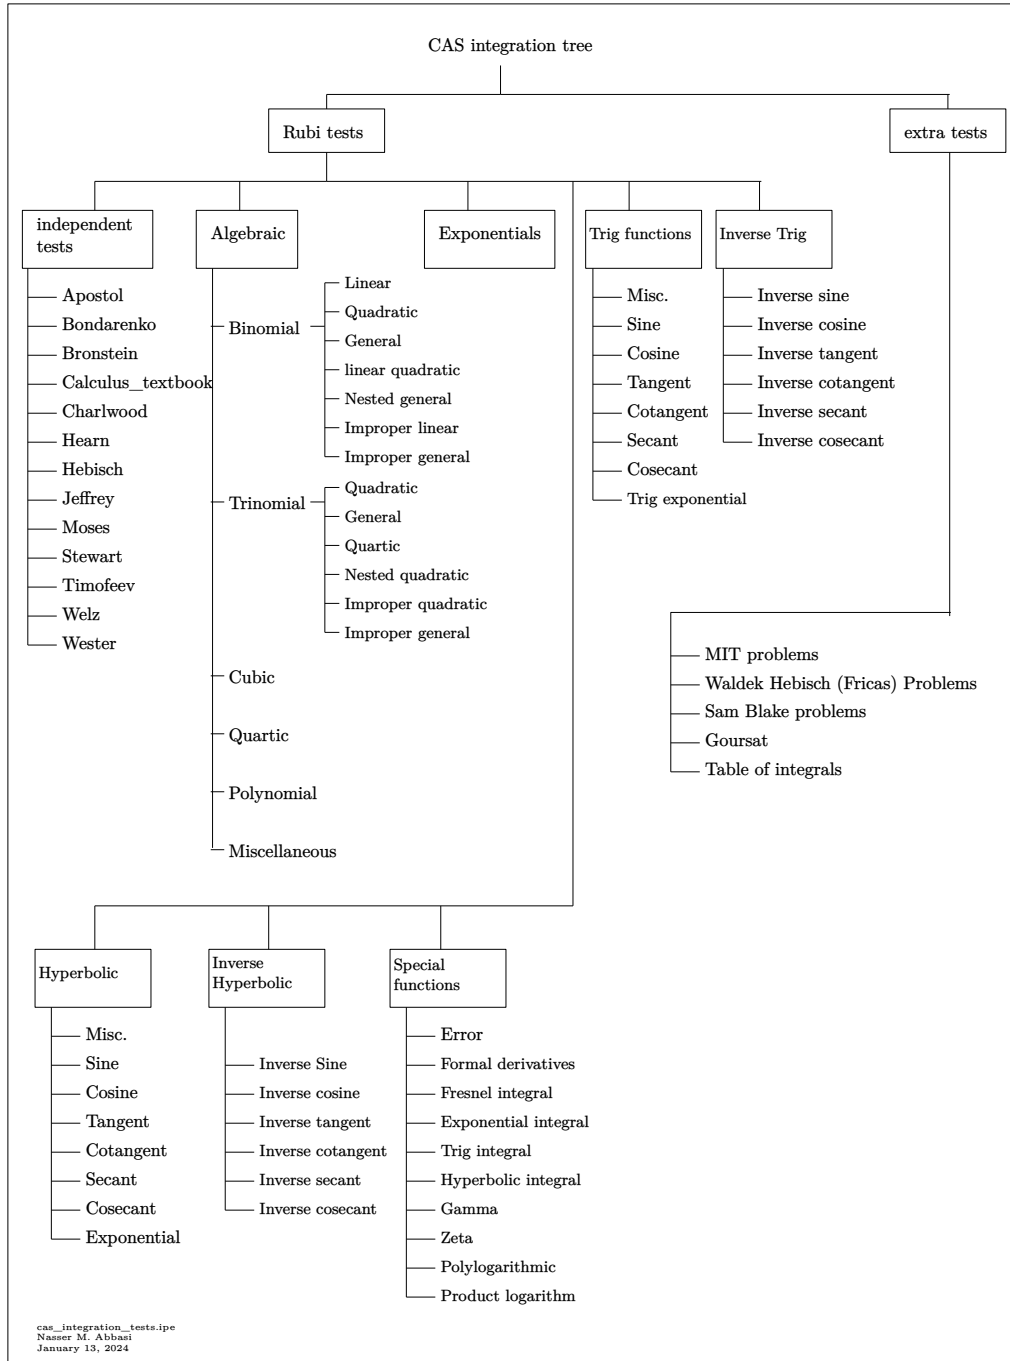 CAS integration tree
Rubi tests
extra tests
independent
tests
Algebraic
Exponentials
Trig functions
Inverse Trig
Apostol
Bondarenko
Bronstein
Calculus_textbook
Charlwood
Hearn
Hebisch
Jeffrey
Moses
Stewart
Timofeev
Welz
Wester
Binomial
Linear
Quadratic
General
linear quadratic
Nested general
Improper linear
Improper general
Trinomial
Quadratic
General
Quartic
Nested quadratic
Improper quadratic
Improper general
Cubic
Quartic
Polynomial
Miscellaneous
Misc.
Sine
Cosine
Tangent
Cotangent
Secant
Cosecant
Trig exponential
Inverse sine
Inverse cosine
Inverse tangent
Inverse cotangent
Inverse secant
Inverse cosecant
MIT problems
Waldek Hebisch (Fricas) Problems
Sam Blake problems
Goursat
Table of integrals
Hyperbolic
Misc.
Sine
Cosine
Tangent
Cotangent
Secant
Cosecant
Exponential
Inverse
Hyperbolic
Inverse Sine
Inverse cosine
Inverse tangent
Inverse cotangent
Inverse secant
Inverse cosecant
Special
functions
Error
Formal derivatives
Fresnel integral
Exponential integral
Trig integral
Hyperbolic integral
Gamma
Zeta
Polylogarithmic
Product logarithm
cas_integration_tests.ipe
Nasser M. Abbasi
January 13, 2024